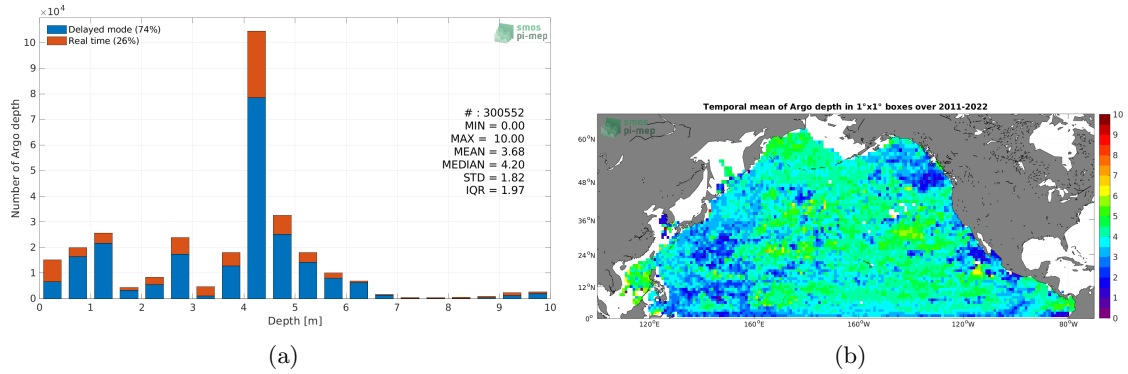 ×10⁴
Delayed mode (74%)
Real time (26%)
smos
pi-mep
10
9
8
7
6
5
4
3
2
1
0
Number of Argo depth
# : 300552
MIN = 0.00
MAX = 10.00
MEAN = 3.68
MEDIAN = 4.20
STD = 1.82
IQR = 1.97
0 1 2 3 4 5 6 7 8 9 10
Depth [m]
(a)
Temporal mean of Argo depth in 1°x1° boxes over 2011-2022
smos
pi-mep
60°N
48°N
36°N
24°N
12°N
0°
120°E 160°E 160°W 120°W 80°W
10
9
8
7
6
5
4
3
2
1
0
(b)